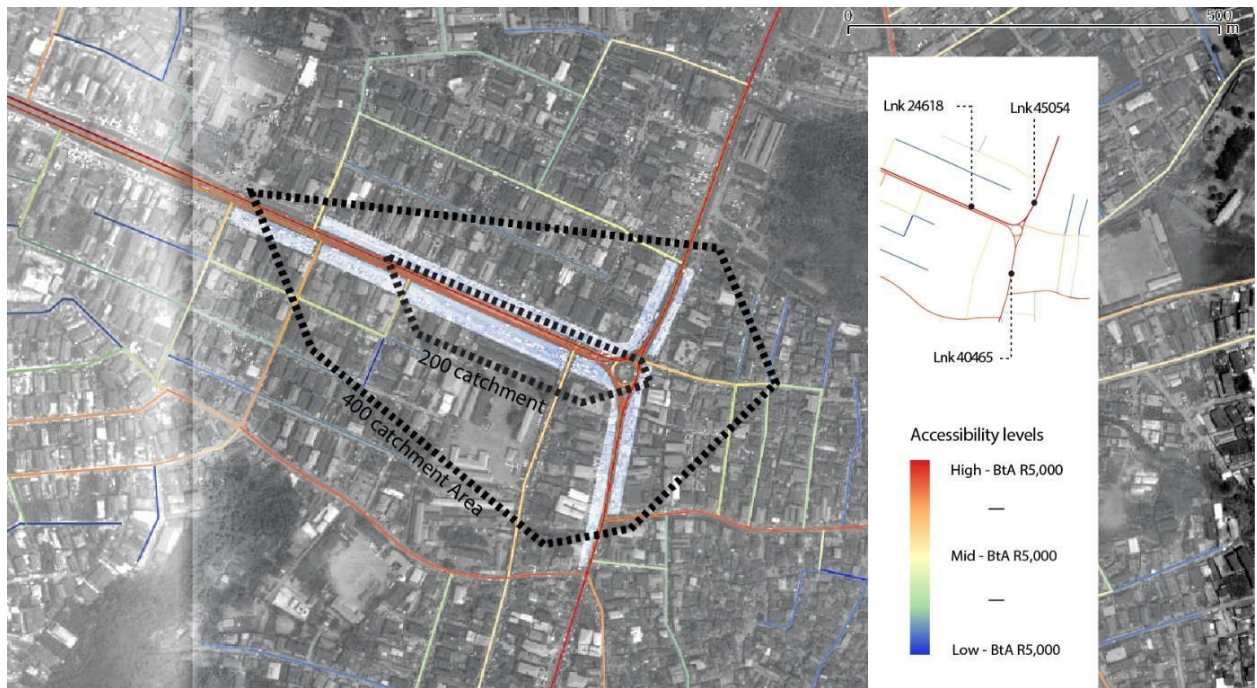 0
500
m
Lnk 24618
Lnk 45054
Lnk 40465
200 catchment
400 catchment Area
Accessibility levels
High - BtA R5,000
—
Mid - BtA R5,000
—
Low - BtA R5,000